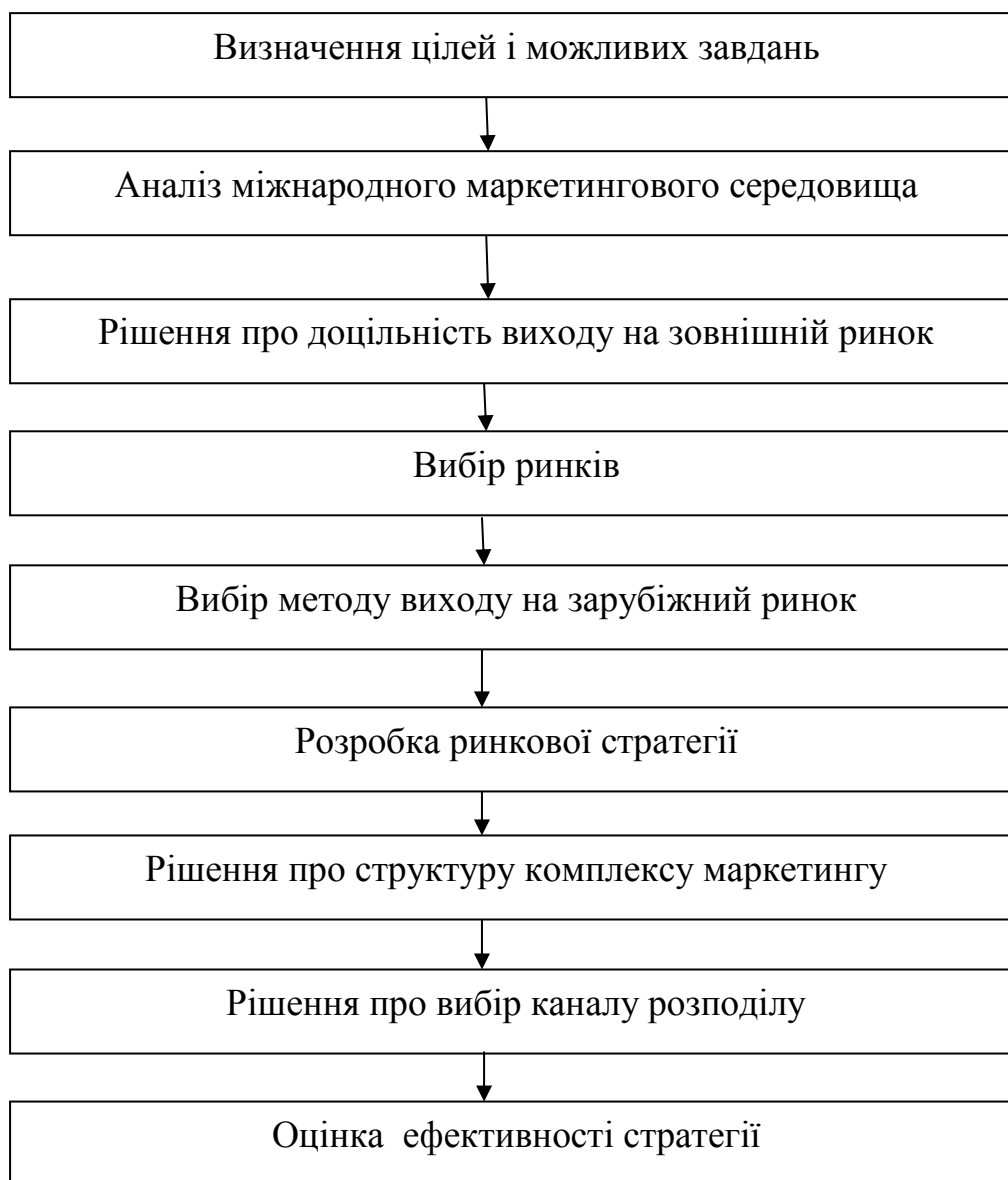 Визначення цілей і можливих завдань
Аналіз міжнародного маркетингового середовища
Рішення про доцільність виходу на зовнішній ринок
Вибір ринків
Вибір методу виходу на зарубіжний ринок
Розробка ринкової стратегії
Рішення про структуру комплексу маркетингу
Рішення про вибір каналу розподілу
Оцінка ефективності стратегії